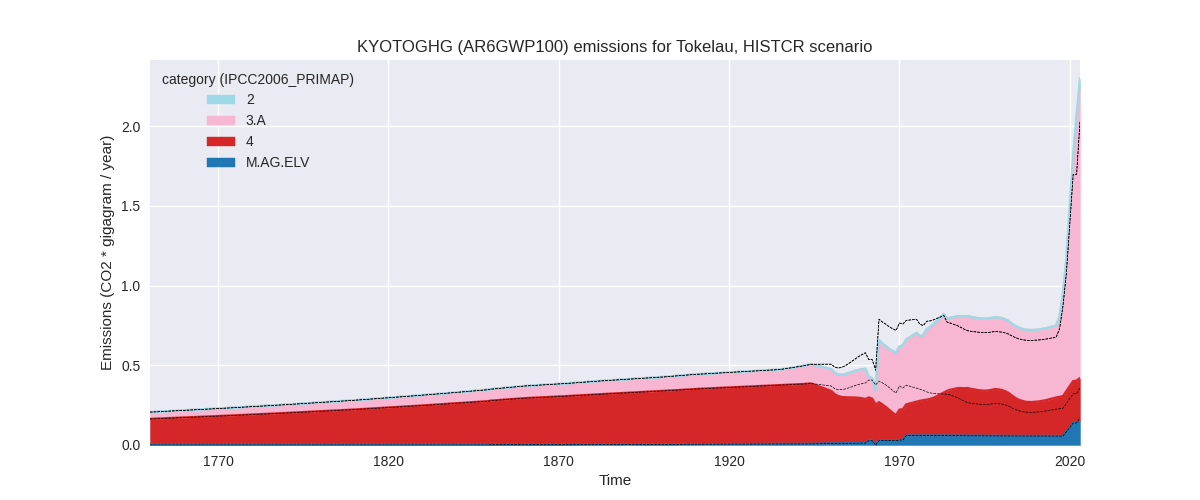 KYOTOGHG (AR6GWP100) emissions for Tokelau, HISTCR scenario
category (IPCC2006_PRIMAP)
2
3.A
4
M.AG.ELV
Emissions (CO2 * gigagram / year)
2.0
1.5
1.0
0.5
0.0
1770 1820 1870 1920 1970 2020
Time